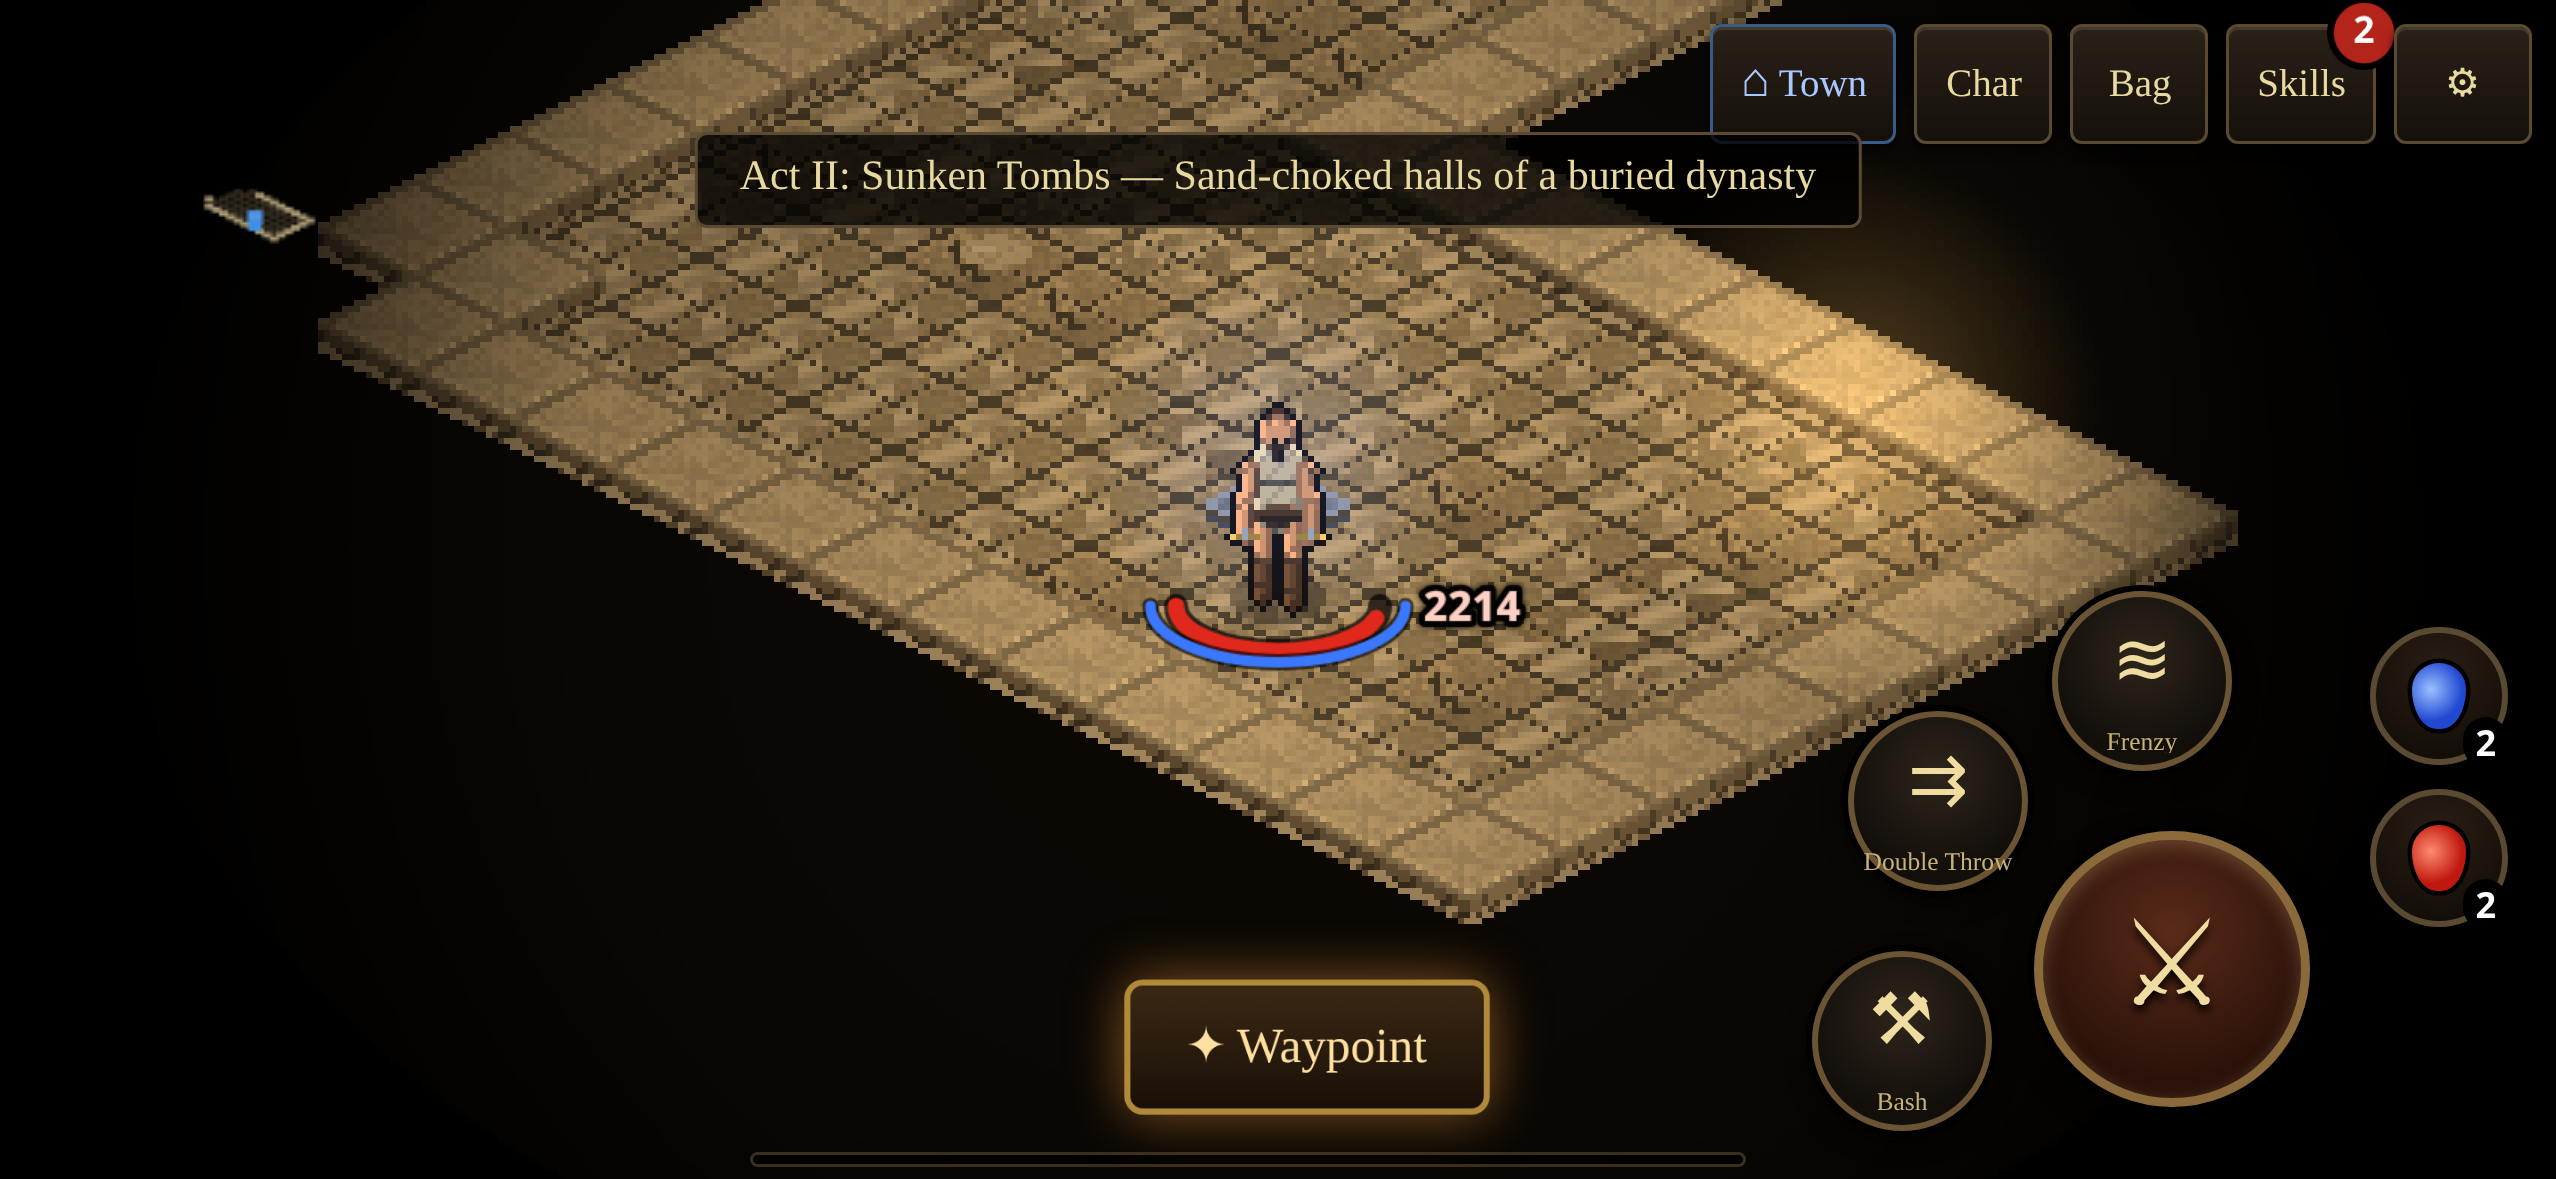 2
⌂ Town
Char
Bag
Skills
⚙
Act II: Sunken Tombs — Sand-choked halls of a buried dynasty
2214
Frenzy
2
Double Throw
2
✦ Waypoint
Bash